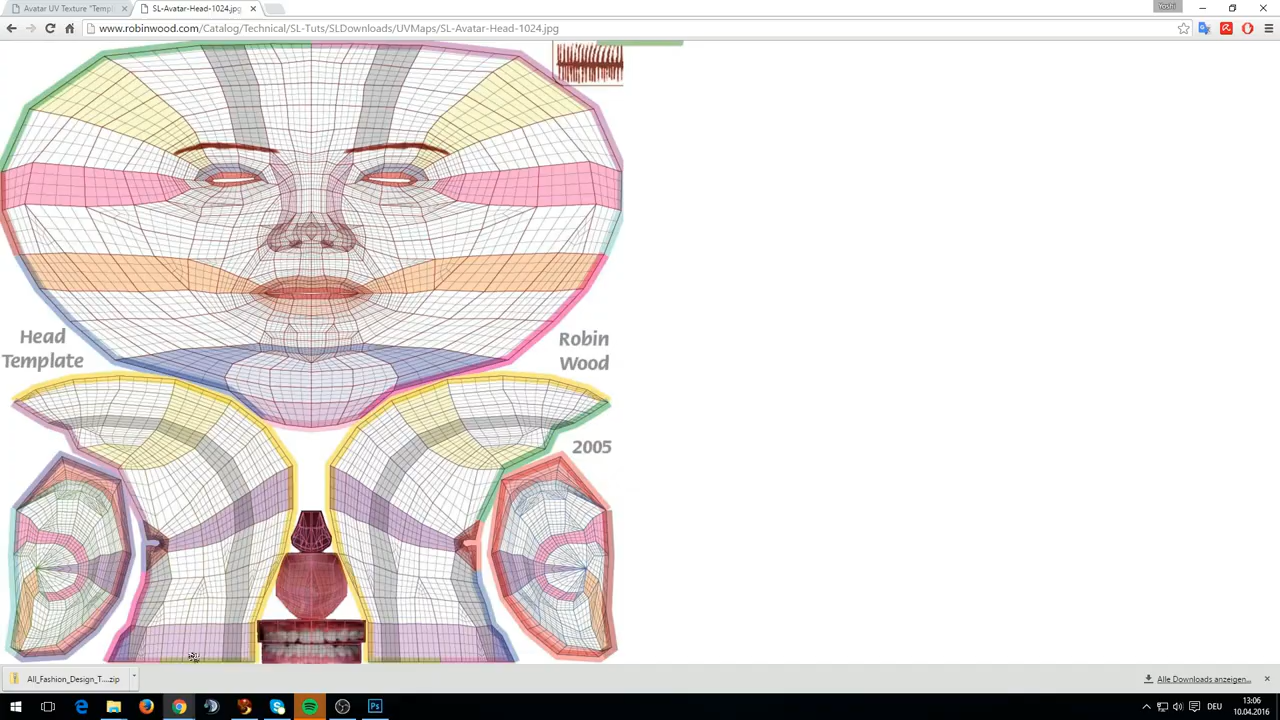 Avatar UV Texture "Templ
SL-Avatar-Head-1024.jpg
Yoshi
www.robinwood.com/Catalog/Technical/SL-Tuts/SLDownloads/UVMaps/SL-Avatar-Head-1024.jpg
Head
Template
Robin
Wood
2005
All_Fashion_Design_T....zip
Alle Downloads anzeigen...
DEU
13:06
10.04.2016